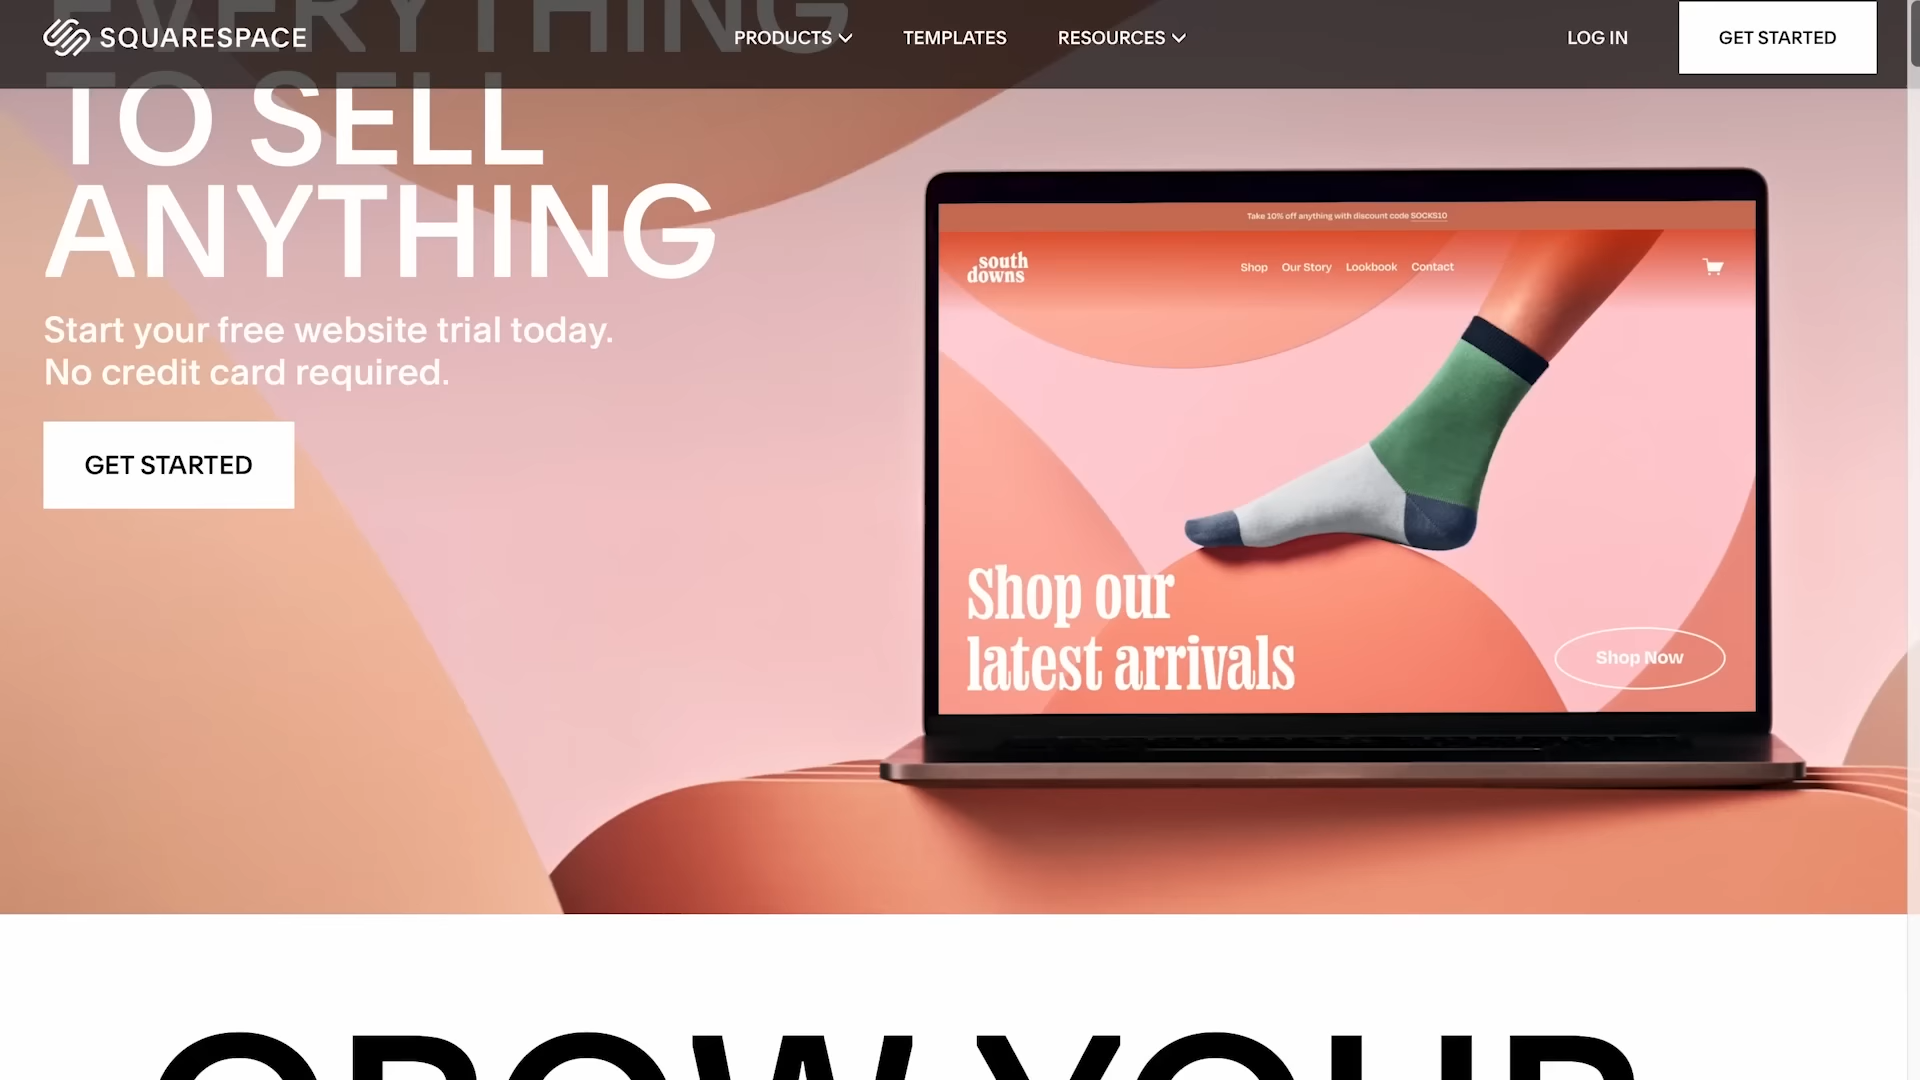 EVERYTHING
SQUARESPACE
PRODUCTS
TEMPLATES
RESOURCES
LOG IN
GET STARTED
TO SELL
ANYTHING
Start your free website trial today.
No credit card required.
GET STARTED
Take 10% off anything with discount code SOCKS10
south
downs
Shop
Our Story
Lookbook
Contact
Shop our
latest arrivals
Shop Now
GROW YOUR